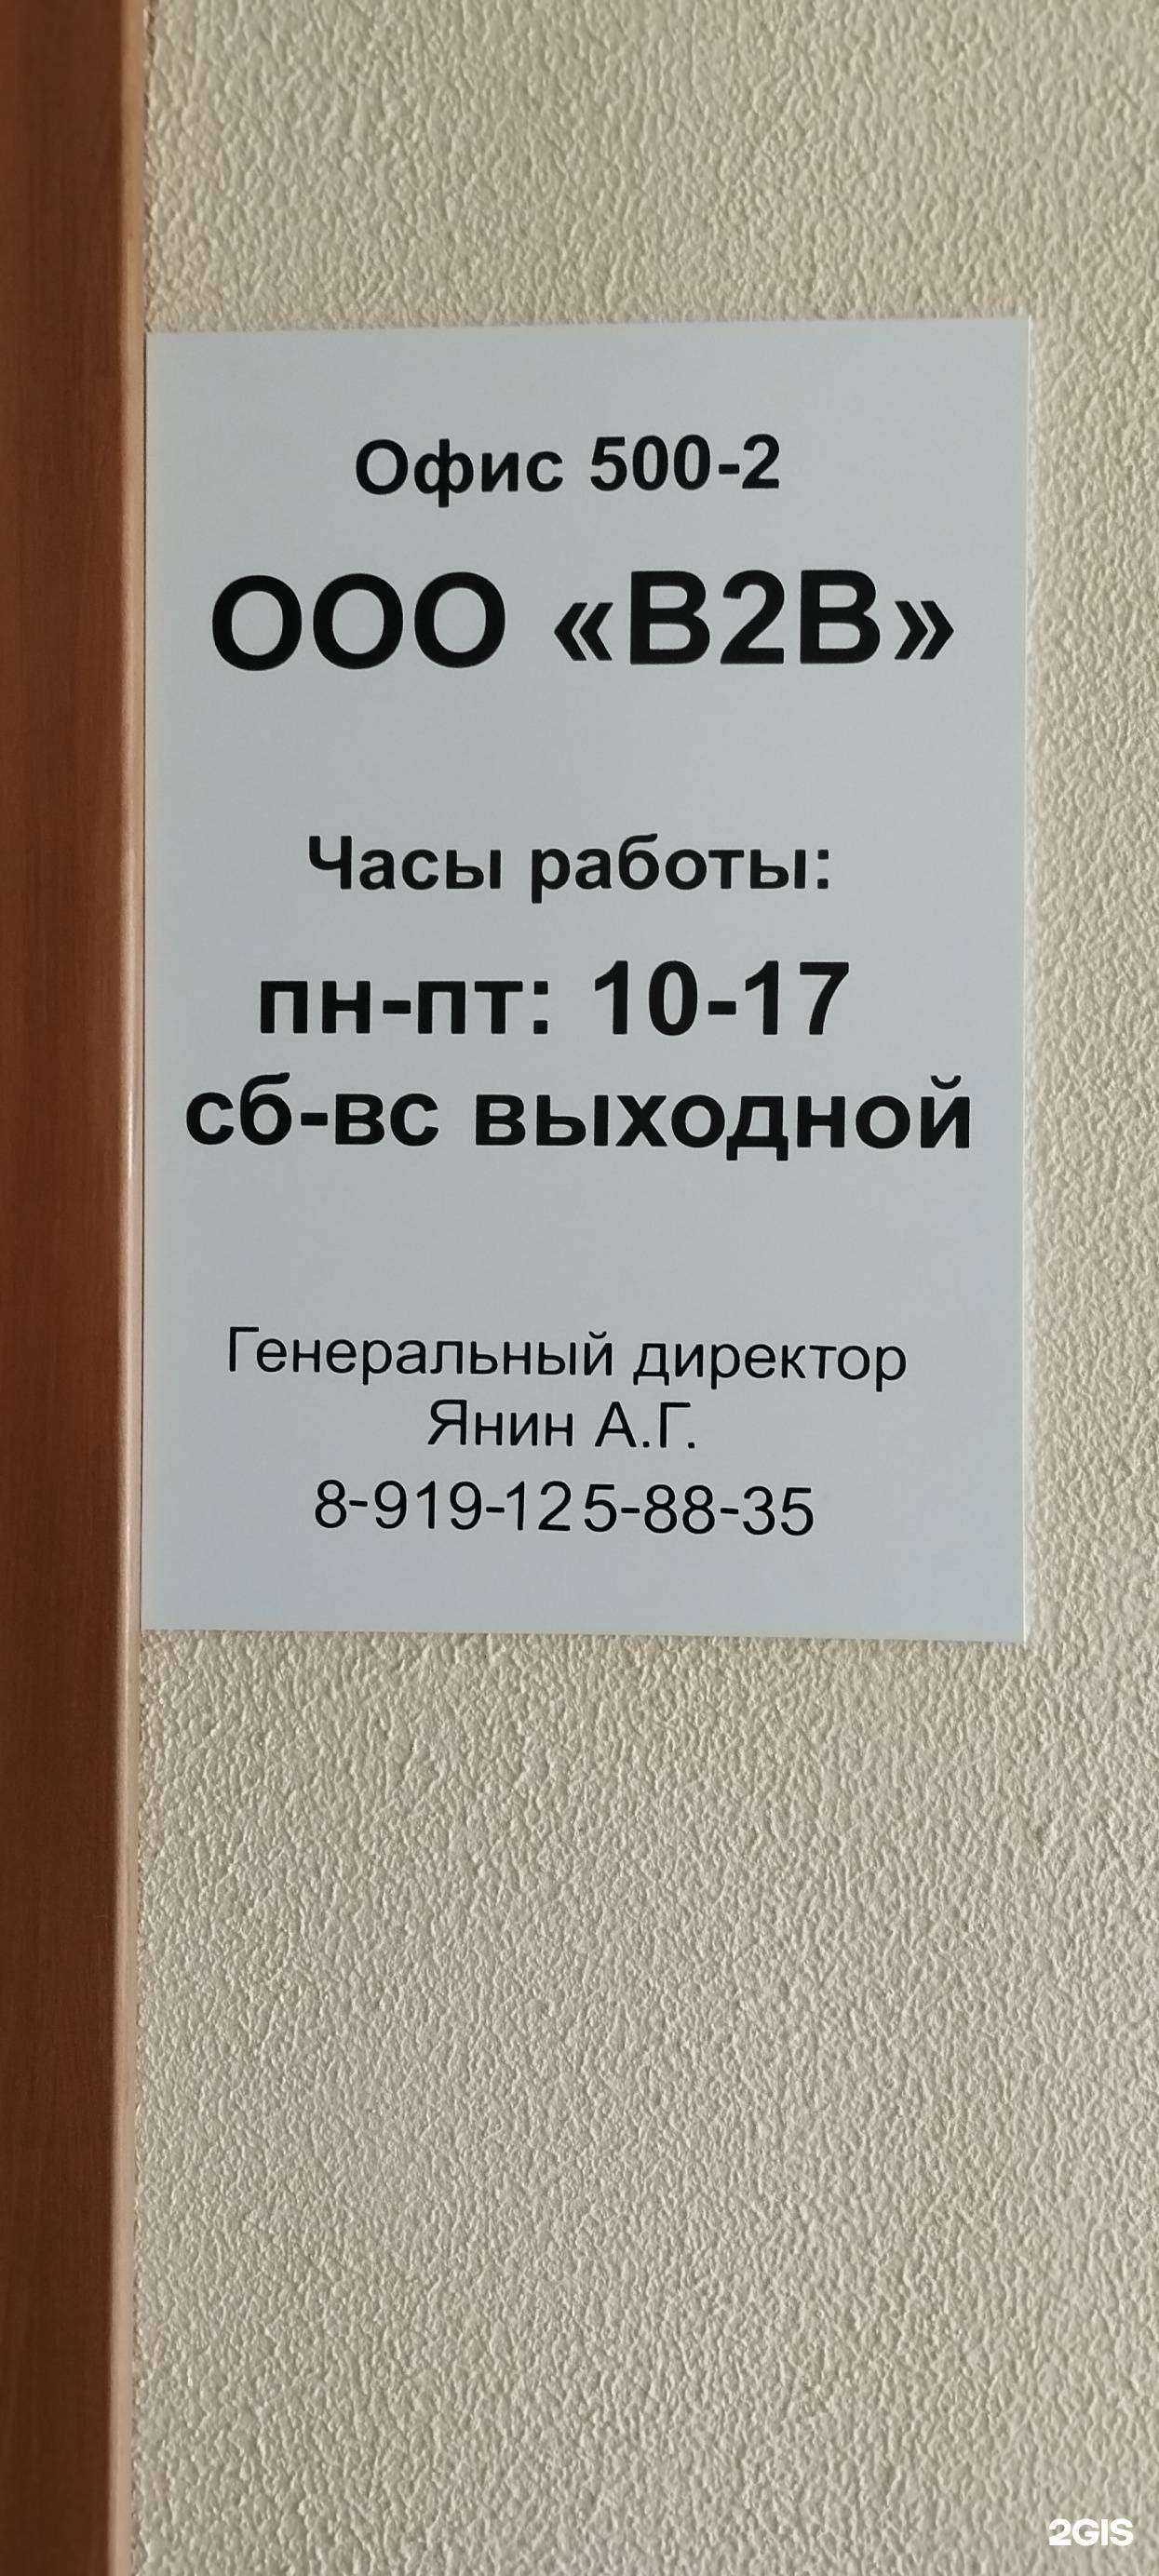 Офис 500-2
ООО «В2В»
Часы работы:
пн-пт: 10-17
сб-вс выходной
Генеральный директор
Янин А.Г.
8-919-125-88-35
2GIS